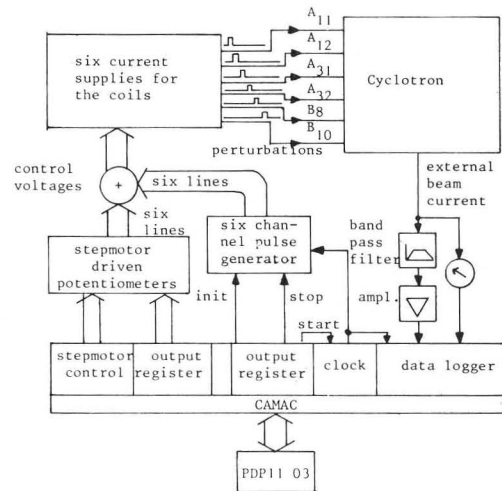 six current
supplies for
the coils
A11
A12
A31
A32
B8
B10
perturbations
Cyclotron
control
voltages
+
six lines
six
lines
external
beam
current
band
pass
filter
six chan-
nel pulse
generator
stepmotor
driven
potentiometers
init
stop
ampl.
start
stepmotor
control
output
register
output
register
clock
data logger
CAMAC
PDP11 03